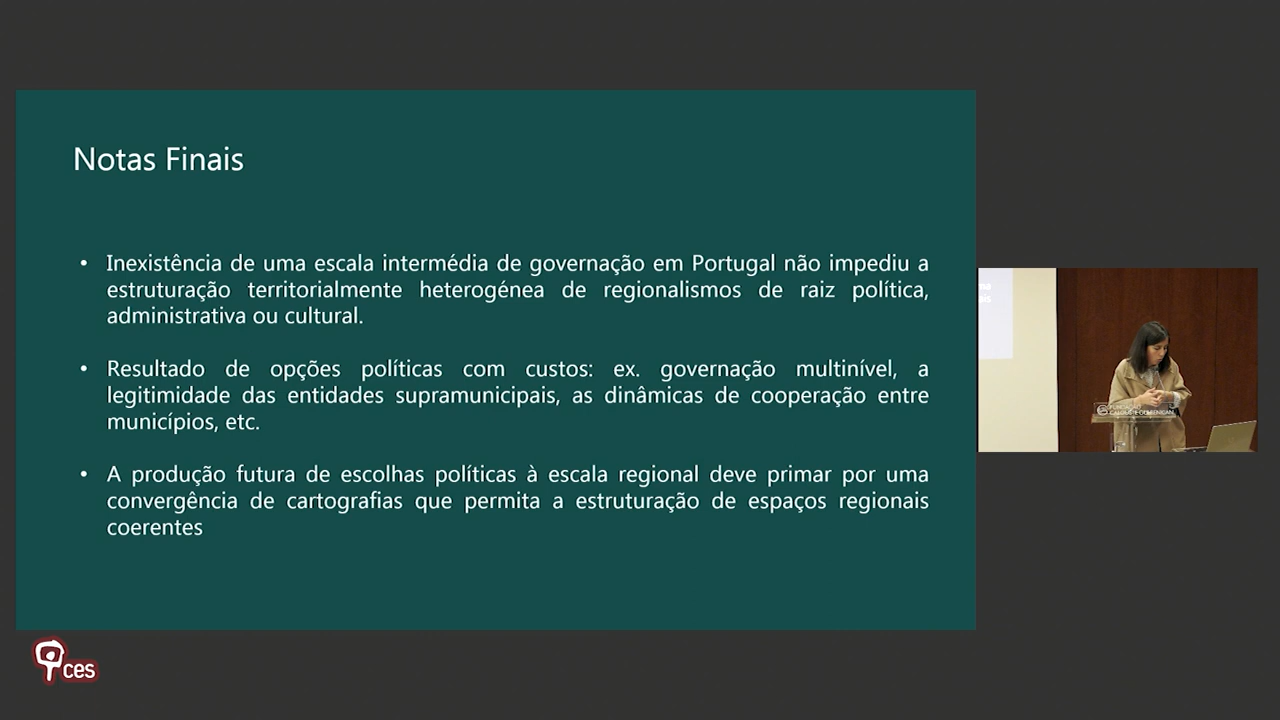 Notas Finais
• Inexistência de uma escala intermédia de governação em Portugal não impediu a
estruturação territorialmente heterogénea de regionalismos de raiz política,
administrativa ou cultural.
• Resultado de opções políticas com custos: ex. governação multinível, a
legitimidade das entidades supramunicipais, as dinâmicas de cooperação entre
municípios, etc.
• A produção futura de escolhas políticas à escala regional deve primar por uma
convergência de cartografias que permita a estruturação de espaços regionais
coerentes
FUNDAÇÃO
CALOUSTE GULBENKIAN
ces